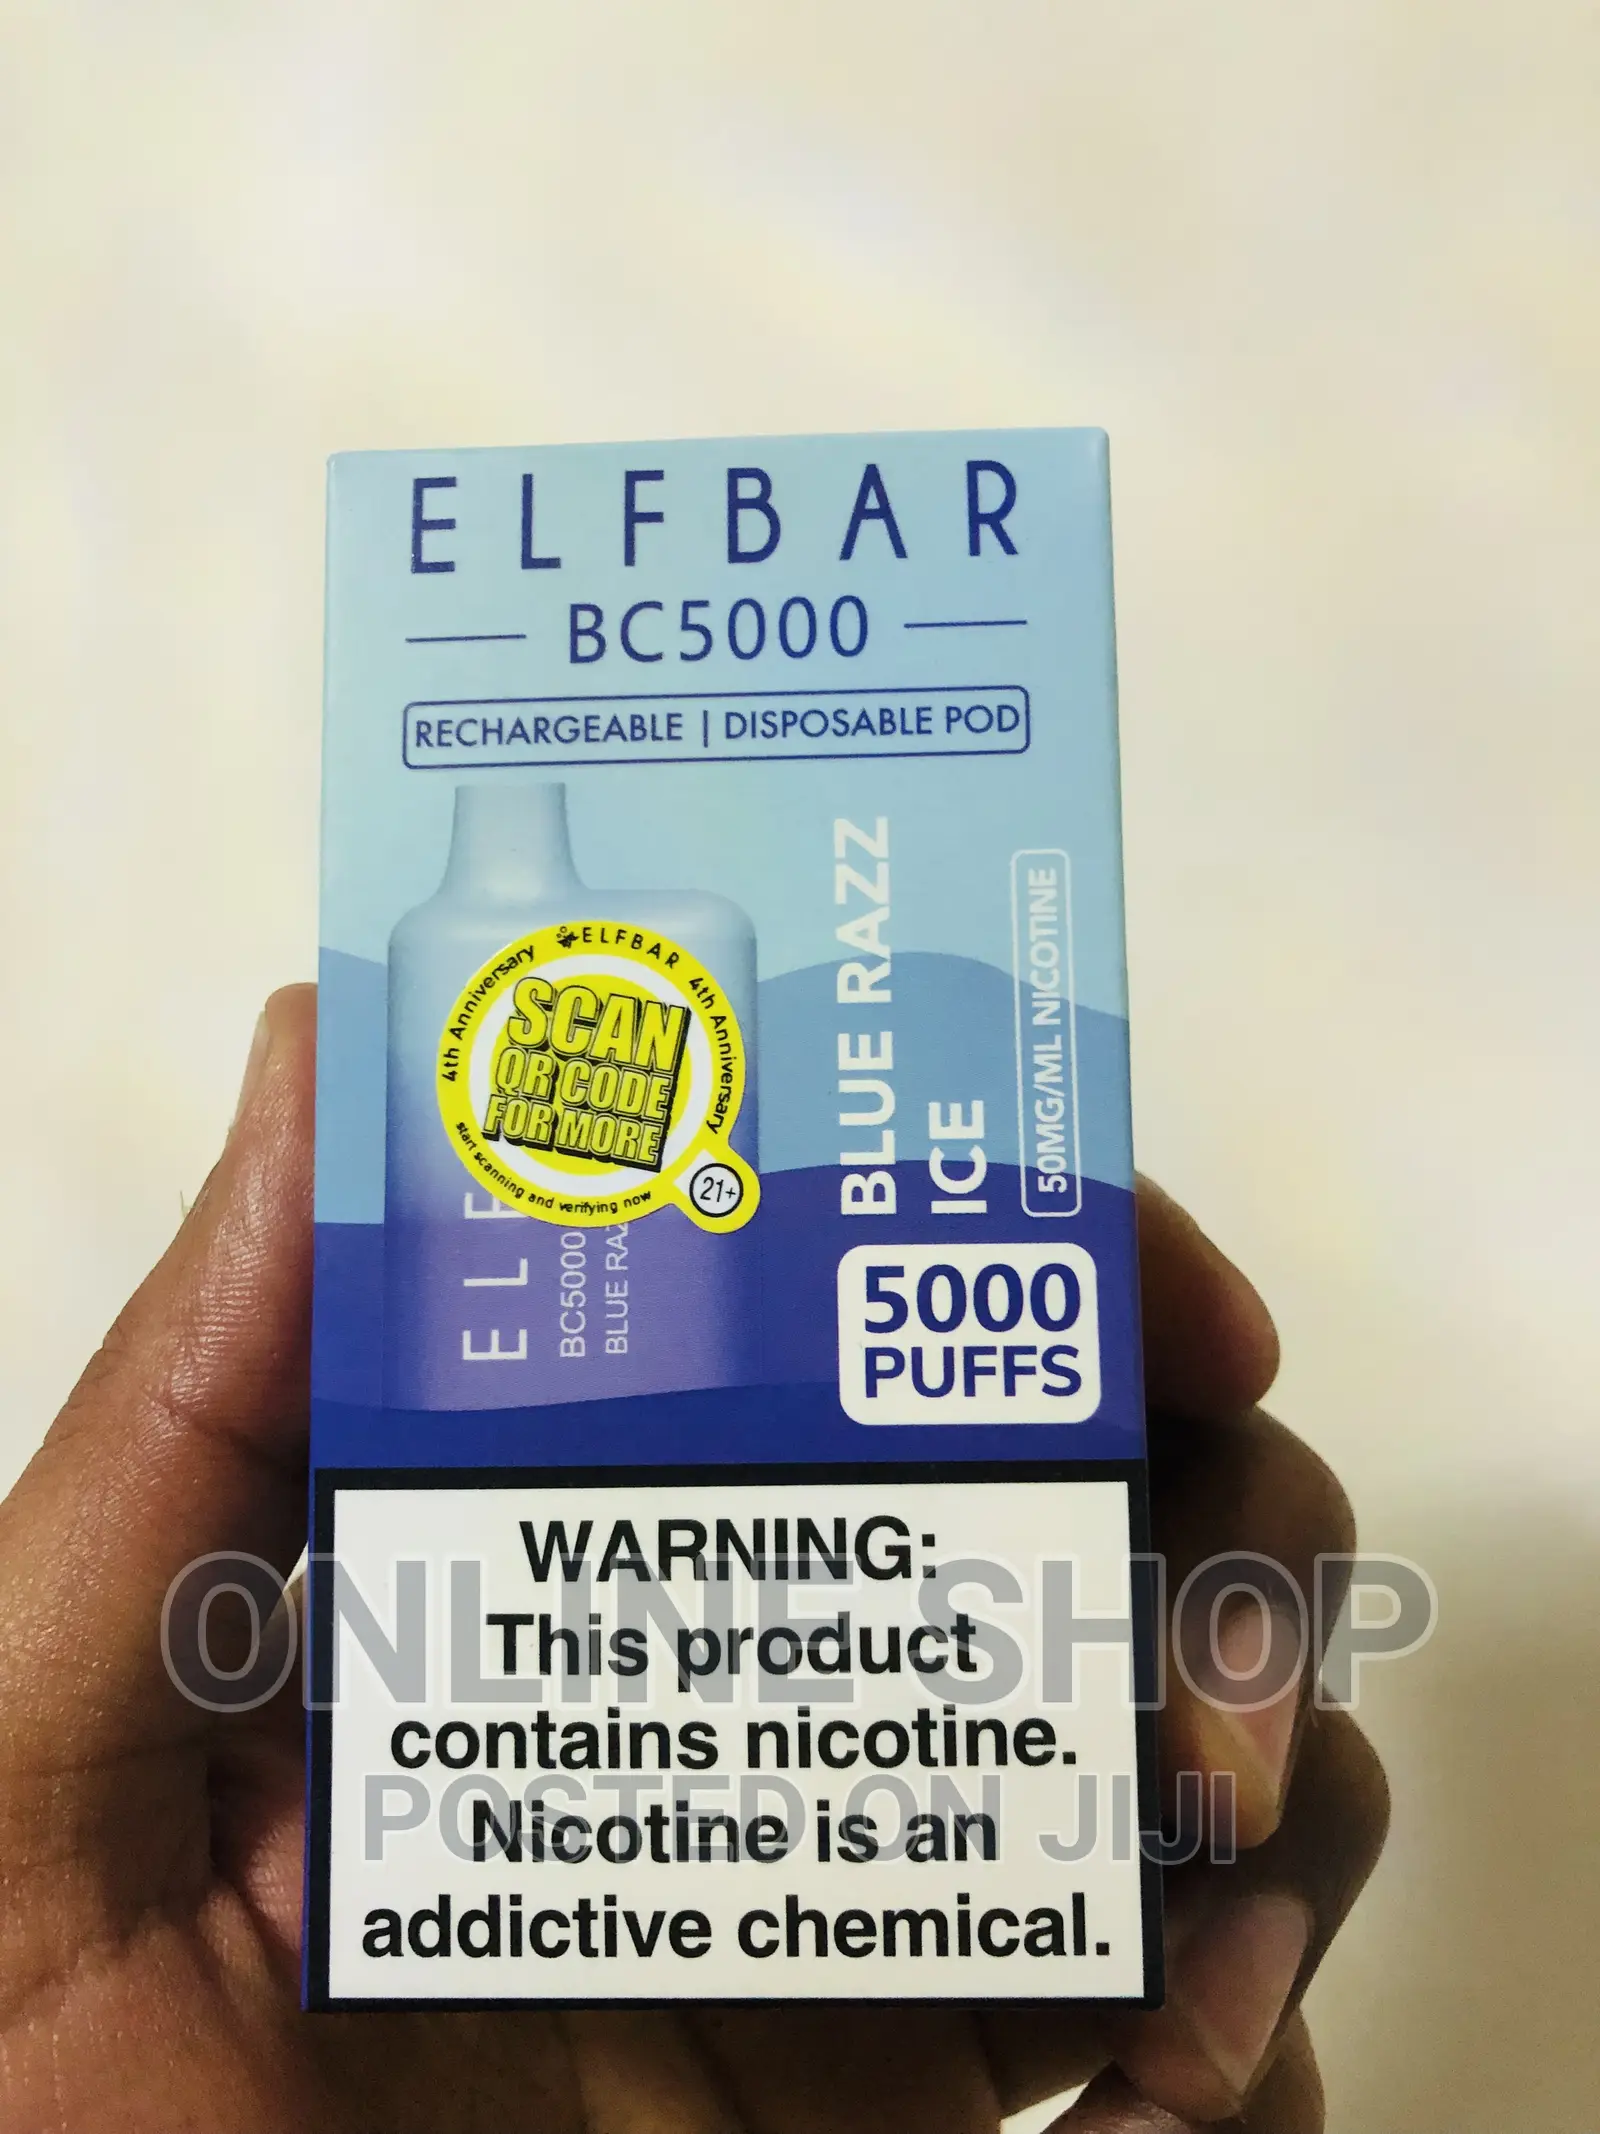 ELFBAR
BC5000
RECHARGEABLE | DISPOSABLE POD
4th Anniversary ELFBAR 4th Anniversary
SCAN
QR CODE
FOR MORE
start scanning and verifying now
21+
ELF
BC5000
BLUE RAZ
BLUE RAZZ
ICE
50MG/ML NICOTINE
5000
PUFFS
WARNING:
This product
contains nicotine.
Nicotine is an
addictive chemical.
ONLINE SHOP
POSTED ON JIJI